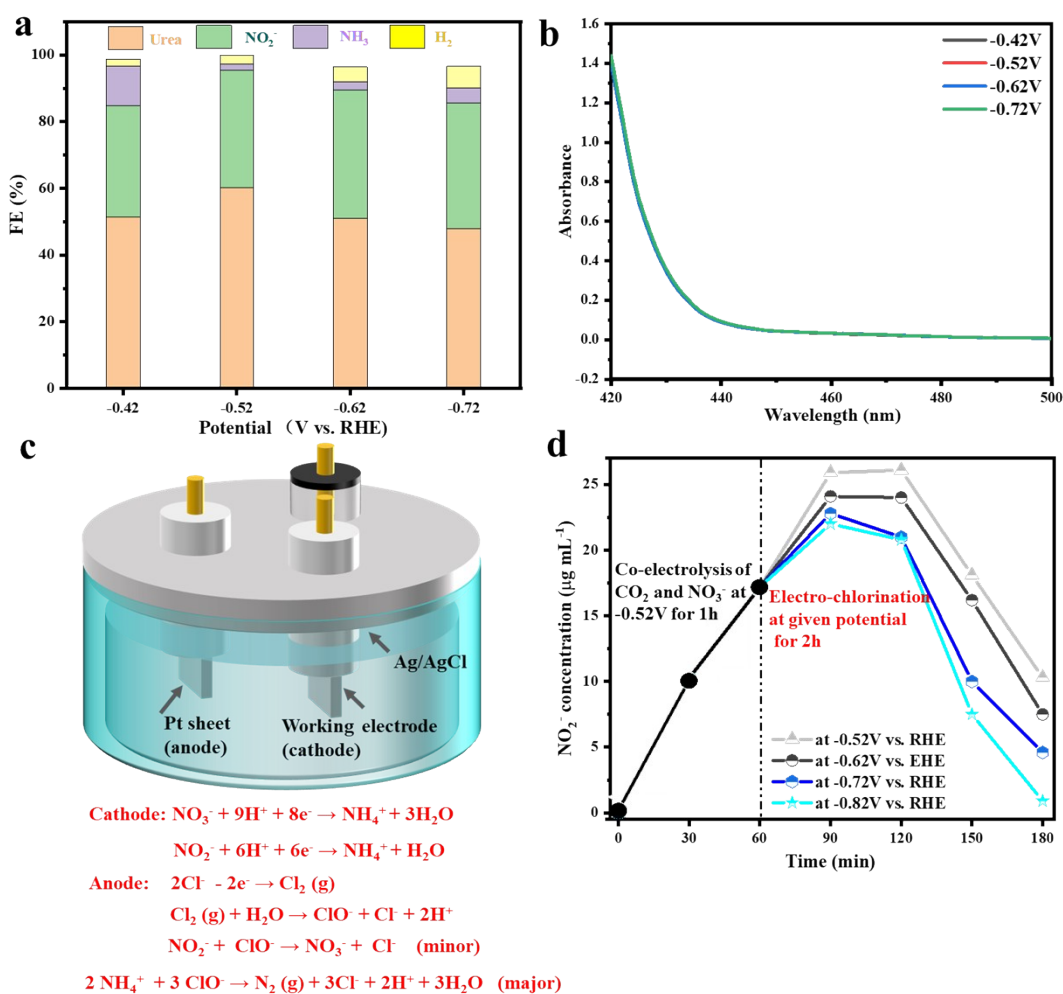 a
Urea NO₂⁻ NH₃ H₂
100
80
60
40
20
0
FE (%)
-0.42 -0.52 -0.62 -0.72
Potential （V vs. RHE)
b
1.6
1.4
1.2
1.0
0.8
0.6
0.4
0.2
0.0
-0.2
Absorbance
-0.42V
-0.52V
-0.62V
-0.72V
420 440 460 480 500
Wavelength (nm)
c
Ag/AgCl
Pt sheet
(anode)
Working electrode
(cathode)
Cathode: NO₃⁻ + 9H⁺ + 8e⁻ → NH₄⁺ + 3H₂O
NO₂⁻ + 6H⁺ + 6e⁻ → NH₄⁺ + H₂O
Anode: 2Cl⁻ - 2e⁻ → Cl₂ (g)
Cl₂ (g) + H₂O → ClO⁻ + Cl⁻ + 2H⁺
NO₂⁻ + ClO⁻ → NO₃⁻ + Cl⁻ (minor)
2 NH₄⁺ + 3 ClO⁻ → N₂ (g) + 3Cl⁻ + 2H⁺ + 3H₂O (major)
d
25
20
15
10
5
0
NO₂⁻ concentration (μg mL⁻¹)
Co-electrolysis of
CO₂ and NO₃⁻ at
-0.52V for 1h
Electro-chlorination
at given potential
for 2h
at -0.52V vs. RHE
at -0.62V vs. EHE
at -0.72V vs. RHE
at -0.82V vs. RHE
0 30 60 90 120 150 180
Time (min)